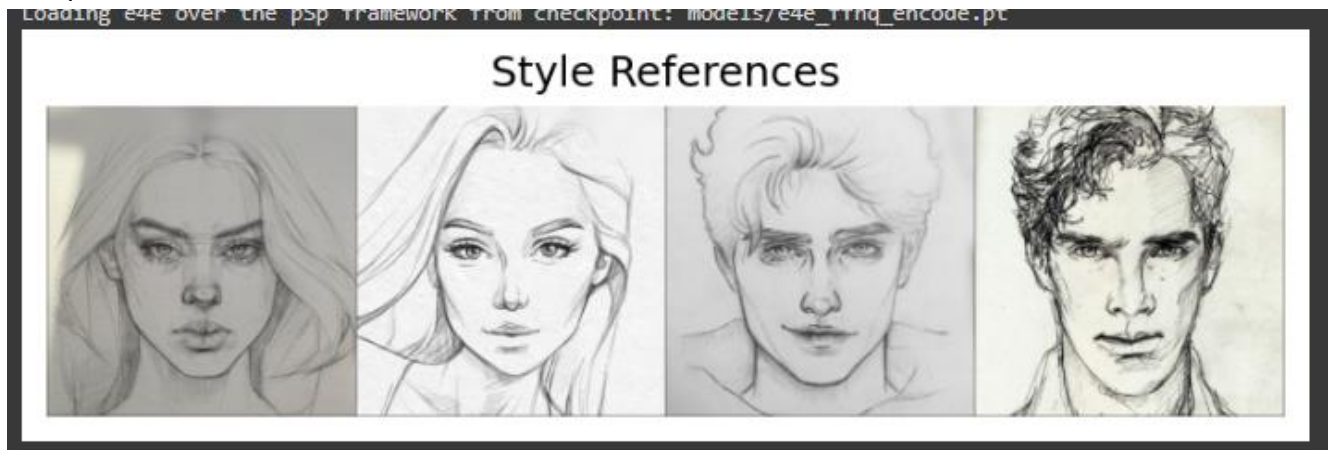 Loading e4e over the pSp framework from checkpoint: models/e4e_ffhq_encode.pt
Style References